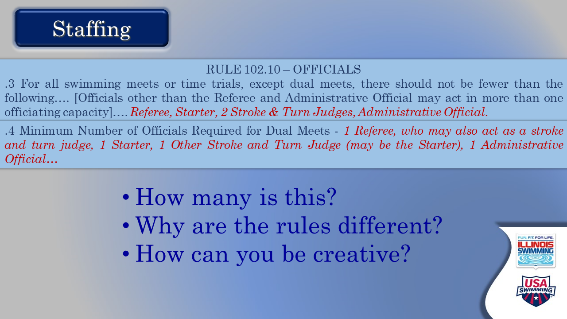 Staffing
RULE 102.10 – OFFICIALS
.3 For all swimming meets or time trials, except dual meets, there should not be fewer than the
following…. [Officials other than the Referee and Administrative Official may act in more than one
officiating capacity]…. Referee, Starter, 2 Stroke & Turn Judges, Administrative Official.
.4 Minimum Number of Officials Required for Dual Meets - 1 Referee, who may also act as a stroke
and turn judge, 1 Starter, 1 Other Stroke and Turn Judge (may be the Starter), 1 Administrative
Official…
• How many is this?
• Why are the rules different?
• How can you be creative?
FUN, FIT FOR LIFE
ILLINOIS
SWIMMING
USA
SWIMMING